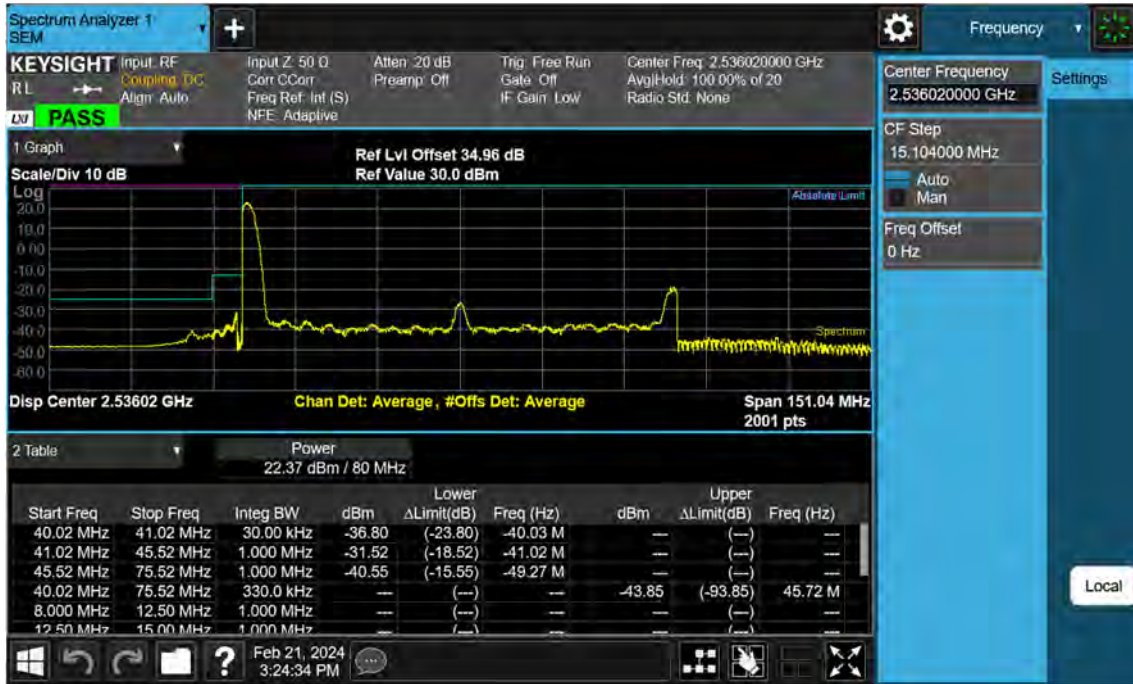 Spectrum Analyzer 1
SEM
Frequency
KEYSIGHT
RL
LXI PASS
Input: RF
Coupling: DC
Align: Auto
Input Z: 50 Ω
Corr CCorr
Freq Ref: Int (S)
NFE: Adaptive
Atten: 20 dB
Preamp: Off
Trig: Free Run
Gate: Off
IF Gain: Low
Center Freq: 2.536020000 GHz
Avg|Hold: 100.00% of 20
Radio Std: None
Center Frequency
2.536020000 GHz
Settings
CF Step
15.104000 MHz
Auto
Man
Freq Offset
0 Hz
Local
1 Graph
Scale/Div 10 dB
Ref Lvl Offset 34.96 dB
Ref Value 30.0 dBm
Log
Absolute Limit
20.0
10.0
0.00
-10.0
-20.0
-30.0
-40.0
-50.0
-60.0
Spectrum
Disp Center 2.53602 GHz
Chan Det: Average, #Offs Det: Average
Span 151.04 MHz
2001 pts
2 Table
Power
22.37 dBm / 80 MHz
Lower Upper
Start Freq Stop Freq Integ BW dBm ΔLimit(dB) Freq (Hz) dBm ΔLimit(dB) Freq (Hz)
40.02 MHz 41.02 MHz 30.00 kHz -36.80 (-23.80) -40.03 M --- (---) ---
41.02 MHz 45.52 MHz 1.000 MHz -31.52 (-18.52) -41.02 M --- (---) ---
45.52 MHz 75.52 MHz 1.000 MHz -40.55 (-15.55) -49.27 M --- (---) ---
40.02 MHz 75.52 MHz 330.0 kHz --- (---) --- -43.85 (-93.85) 45.72 M
8.000 MHz 12.50 MHz 1.000 MHz --- (---) --- --- (---) ---
12.50 MHz 15.00 MHz 1.000 MHz --- (---) --- --- (---) ---
?
Feb 21, 2024
3:24:34 PM